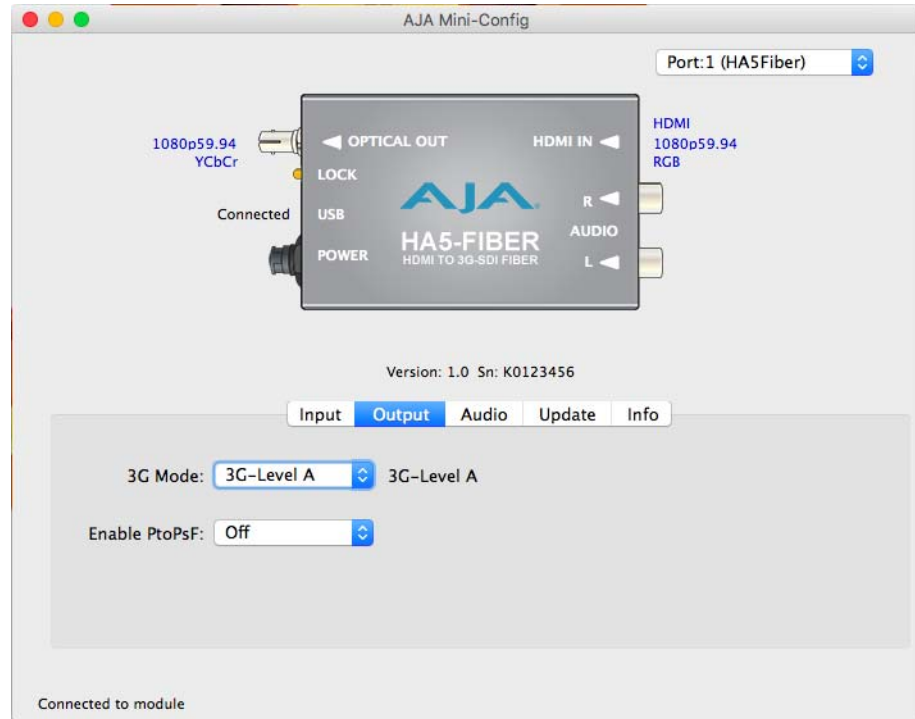 AJA Mini-Config
Port:1 (HA5Fiber)
1080p59.94
YCbCr
Connected
OPTICAL OUT
LOCK
USB
POWER
HDMI IN
R
AUDIO
L
AJA
HA5-FIBER
HDMI TO 3G-SDI FIBER
HDMI
1080p59.94
RGB
Version: 1.0 Sn: K0123456
Input Output Audio Update Info
3G Mode: 3G-Level A 3G-Level A
Enable PtoPsF: Off
Connected to module